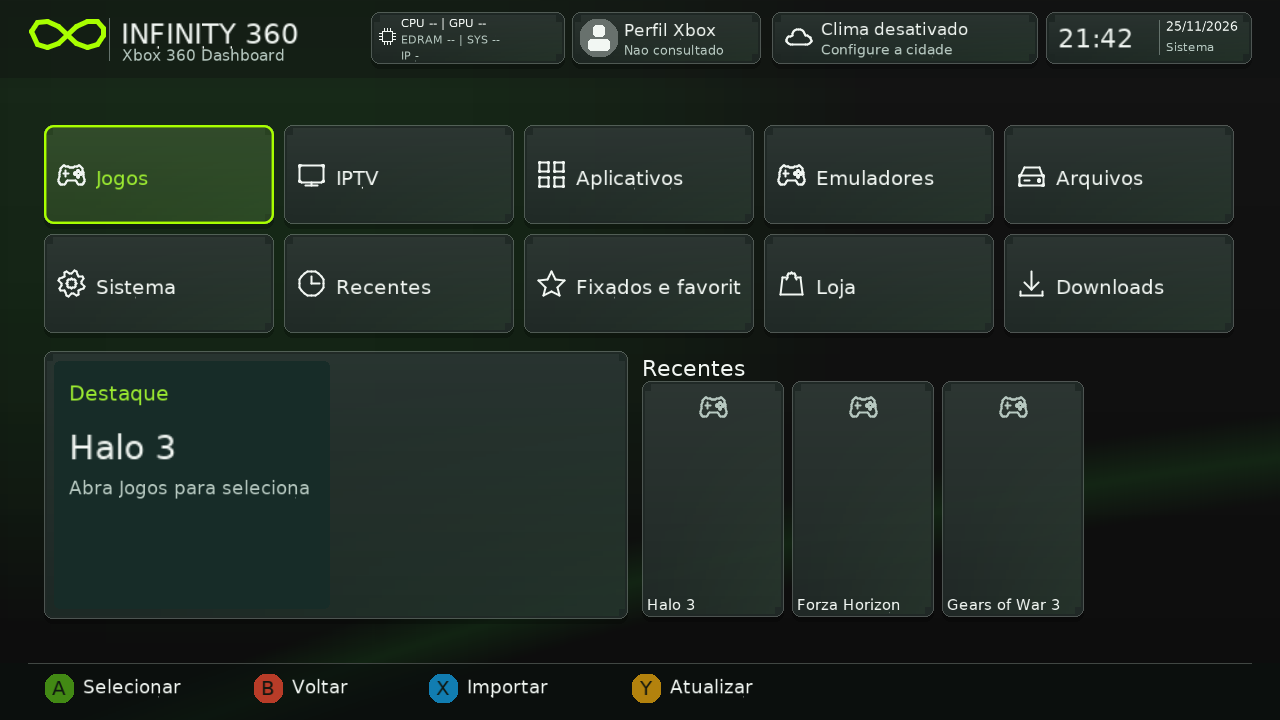 INFINITY 360
Xbox 360 Dashboard
CPU -- | GPU --
EDRAM -- | SYS --
IP -
Perfil Xbox
Nao consultado
Clima desativado
Configure a cidade
21:42
25/11/2026
Sistema
Jogos
IPTV
Aplicativos
Emuladores
Arquivos
Sistema
Recentes
Fixados e favorit
Loja
Downloads
Destaque
Halo 3
Abra Jogos para seleciona
Recentes
Halo 3
Forza Horizon
Gears of War 3
A Selecionar
B Voltar
X Importar
Y Atualizar